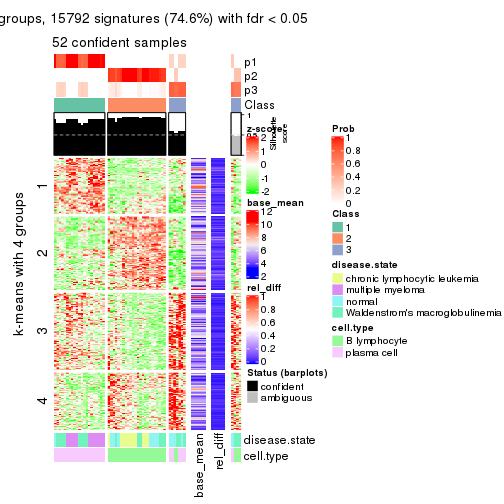 groups, 15792 signatures (74.6%) with fdr < 0.05
52 confident samples
p1
p2
p3
Class
1
0
Silhouette
score
z-score
2
1
0
-1
-2
base_mean
12
10
8
6
4
2
rel_diff
1
0.8
0.6
0.4
0.2
0
Status (barplots)
confident
ambiguous
Prob
1
0.8
0.6
0.4
0.2
0
Class
1
2
3
disease.state
chronic lymphocytic leukemia
multiple myeloma
normal
Waldenstrom's macroglobulinemia
cell.type
B lymphocyte
plasma cell
k-means with 4 groups
1
2
3
4
disease.state
cell.type
base_mean
rel_diff